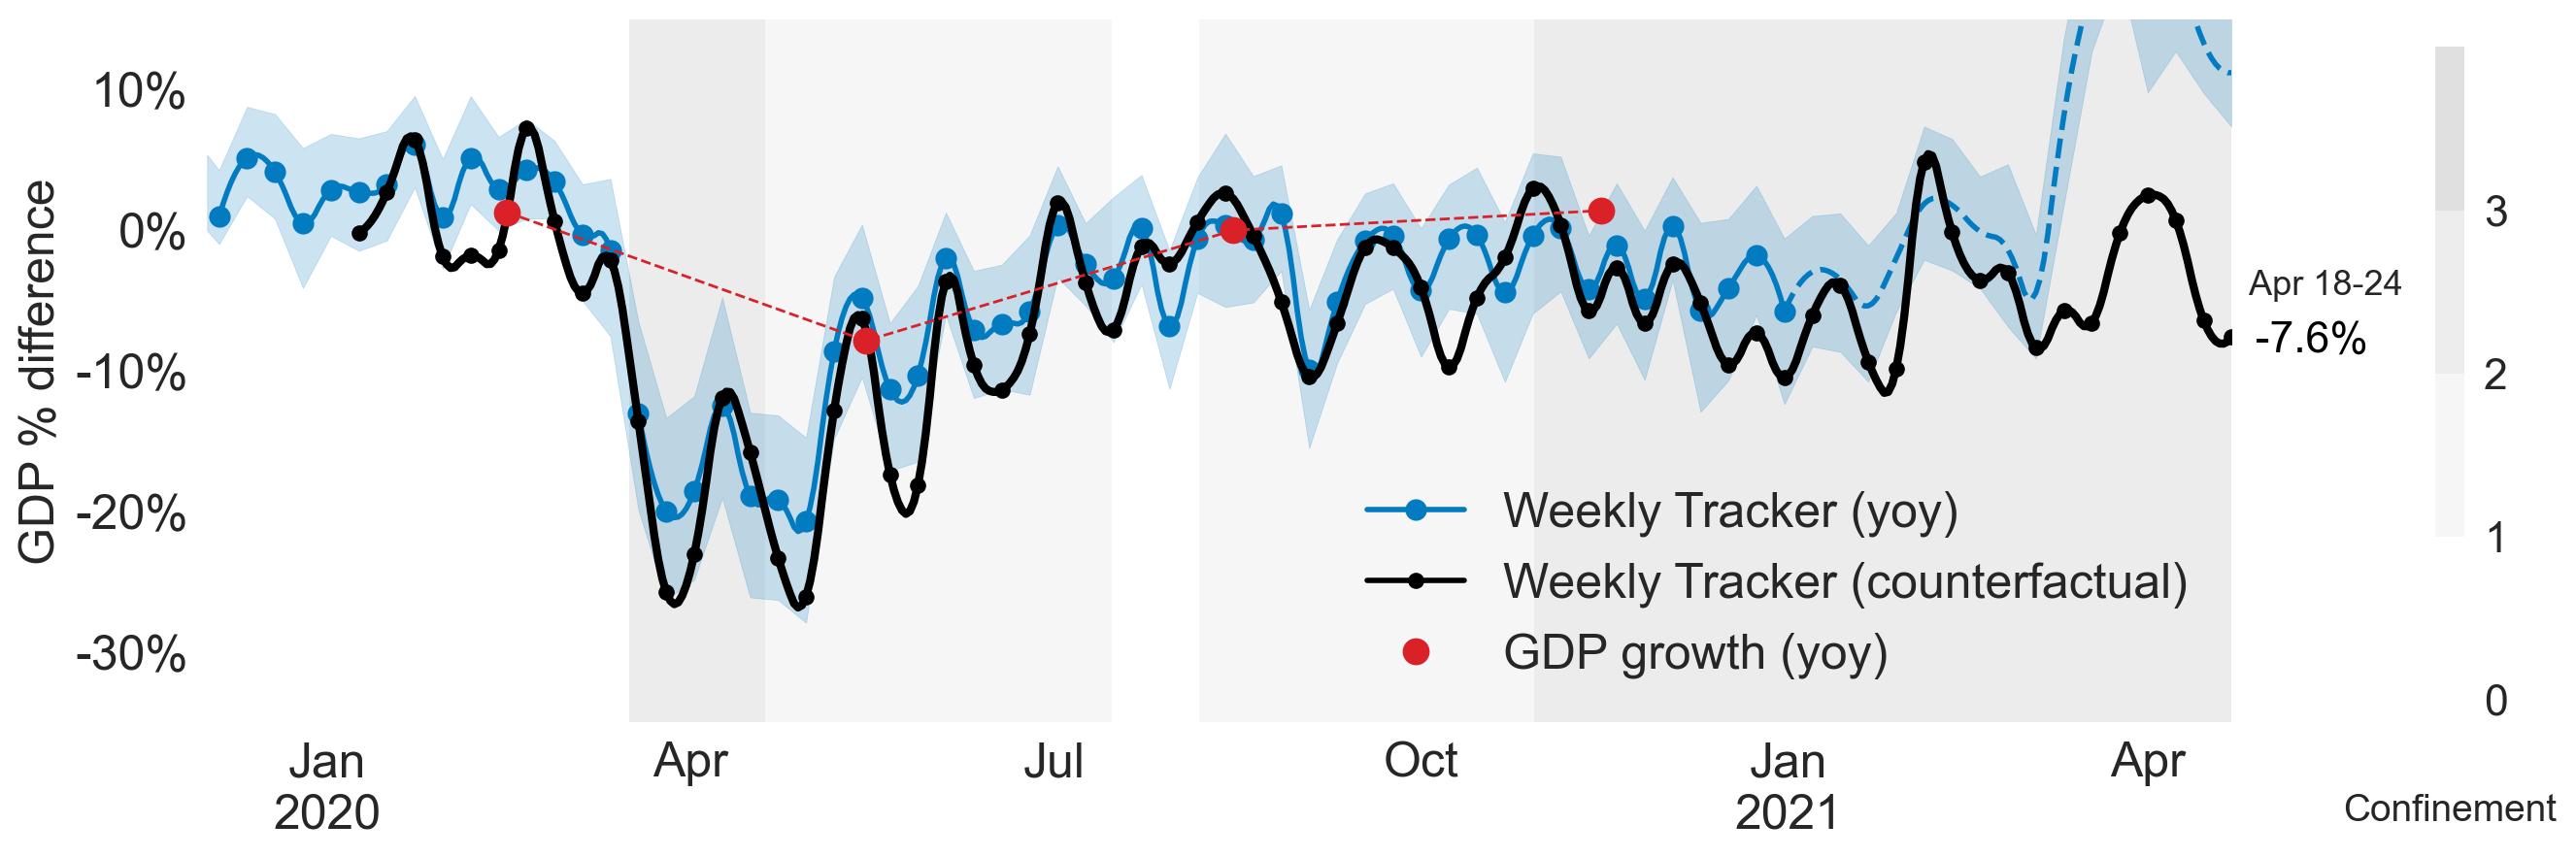 GDP % difference
10%
0%
-10%
-20%
-30%
Jan
2020
Apr
Jul
Oct
Jan
2021
Apr
Weekly Tracker (yoy)
Weekly Tracker (counterfactual)
GDP growth (yoy)
Apr 18-24
-7.6%
3
2
1
0
Confinement